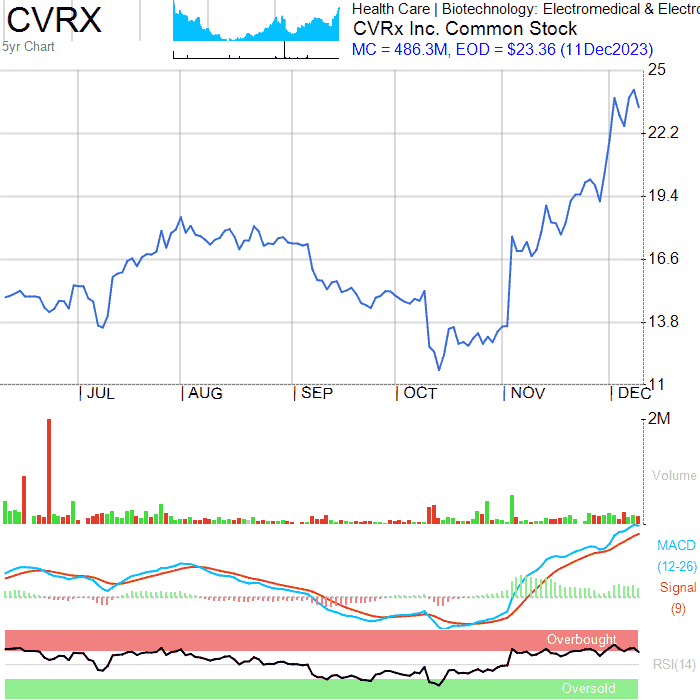 CVRX
5yr Chart
Health Care | Biotechnology: Electromedical & Electro
CVRx Inc. Common Stock
MC = 486.3M, EOD = $23.36 (11Dec2023)
25
22.2
19.4
16.6
13.8
11
JUL
AUG
SEP
OCT
NOV
DEC
2M
Volume
MACD
(12-26)
Signal
(9)
Overbought
RSI(14)
Oversold